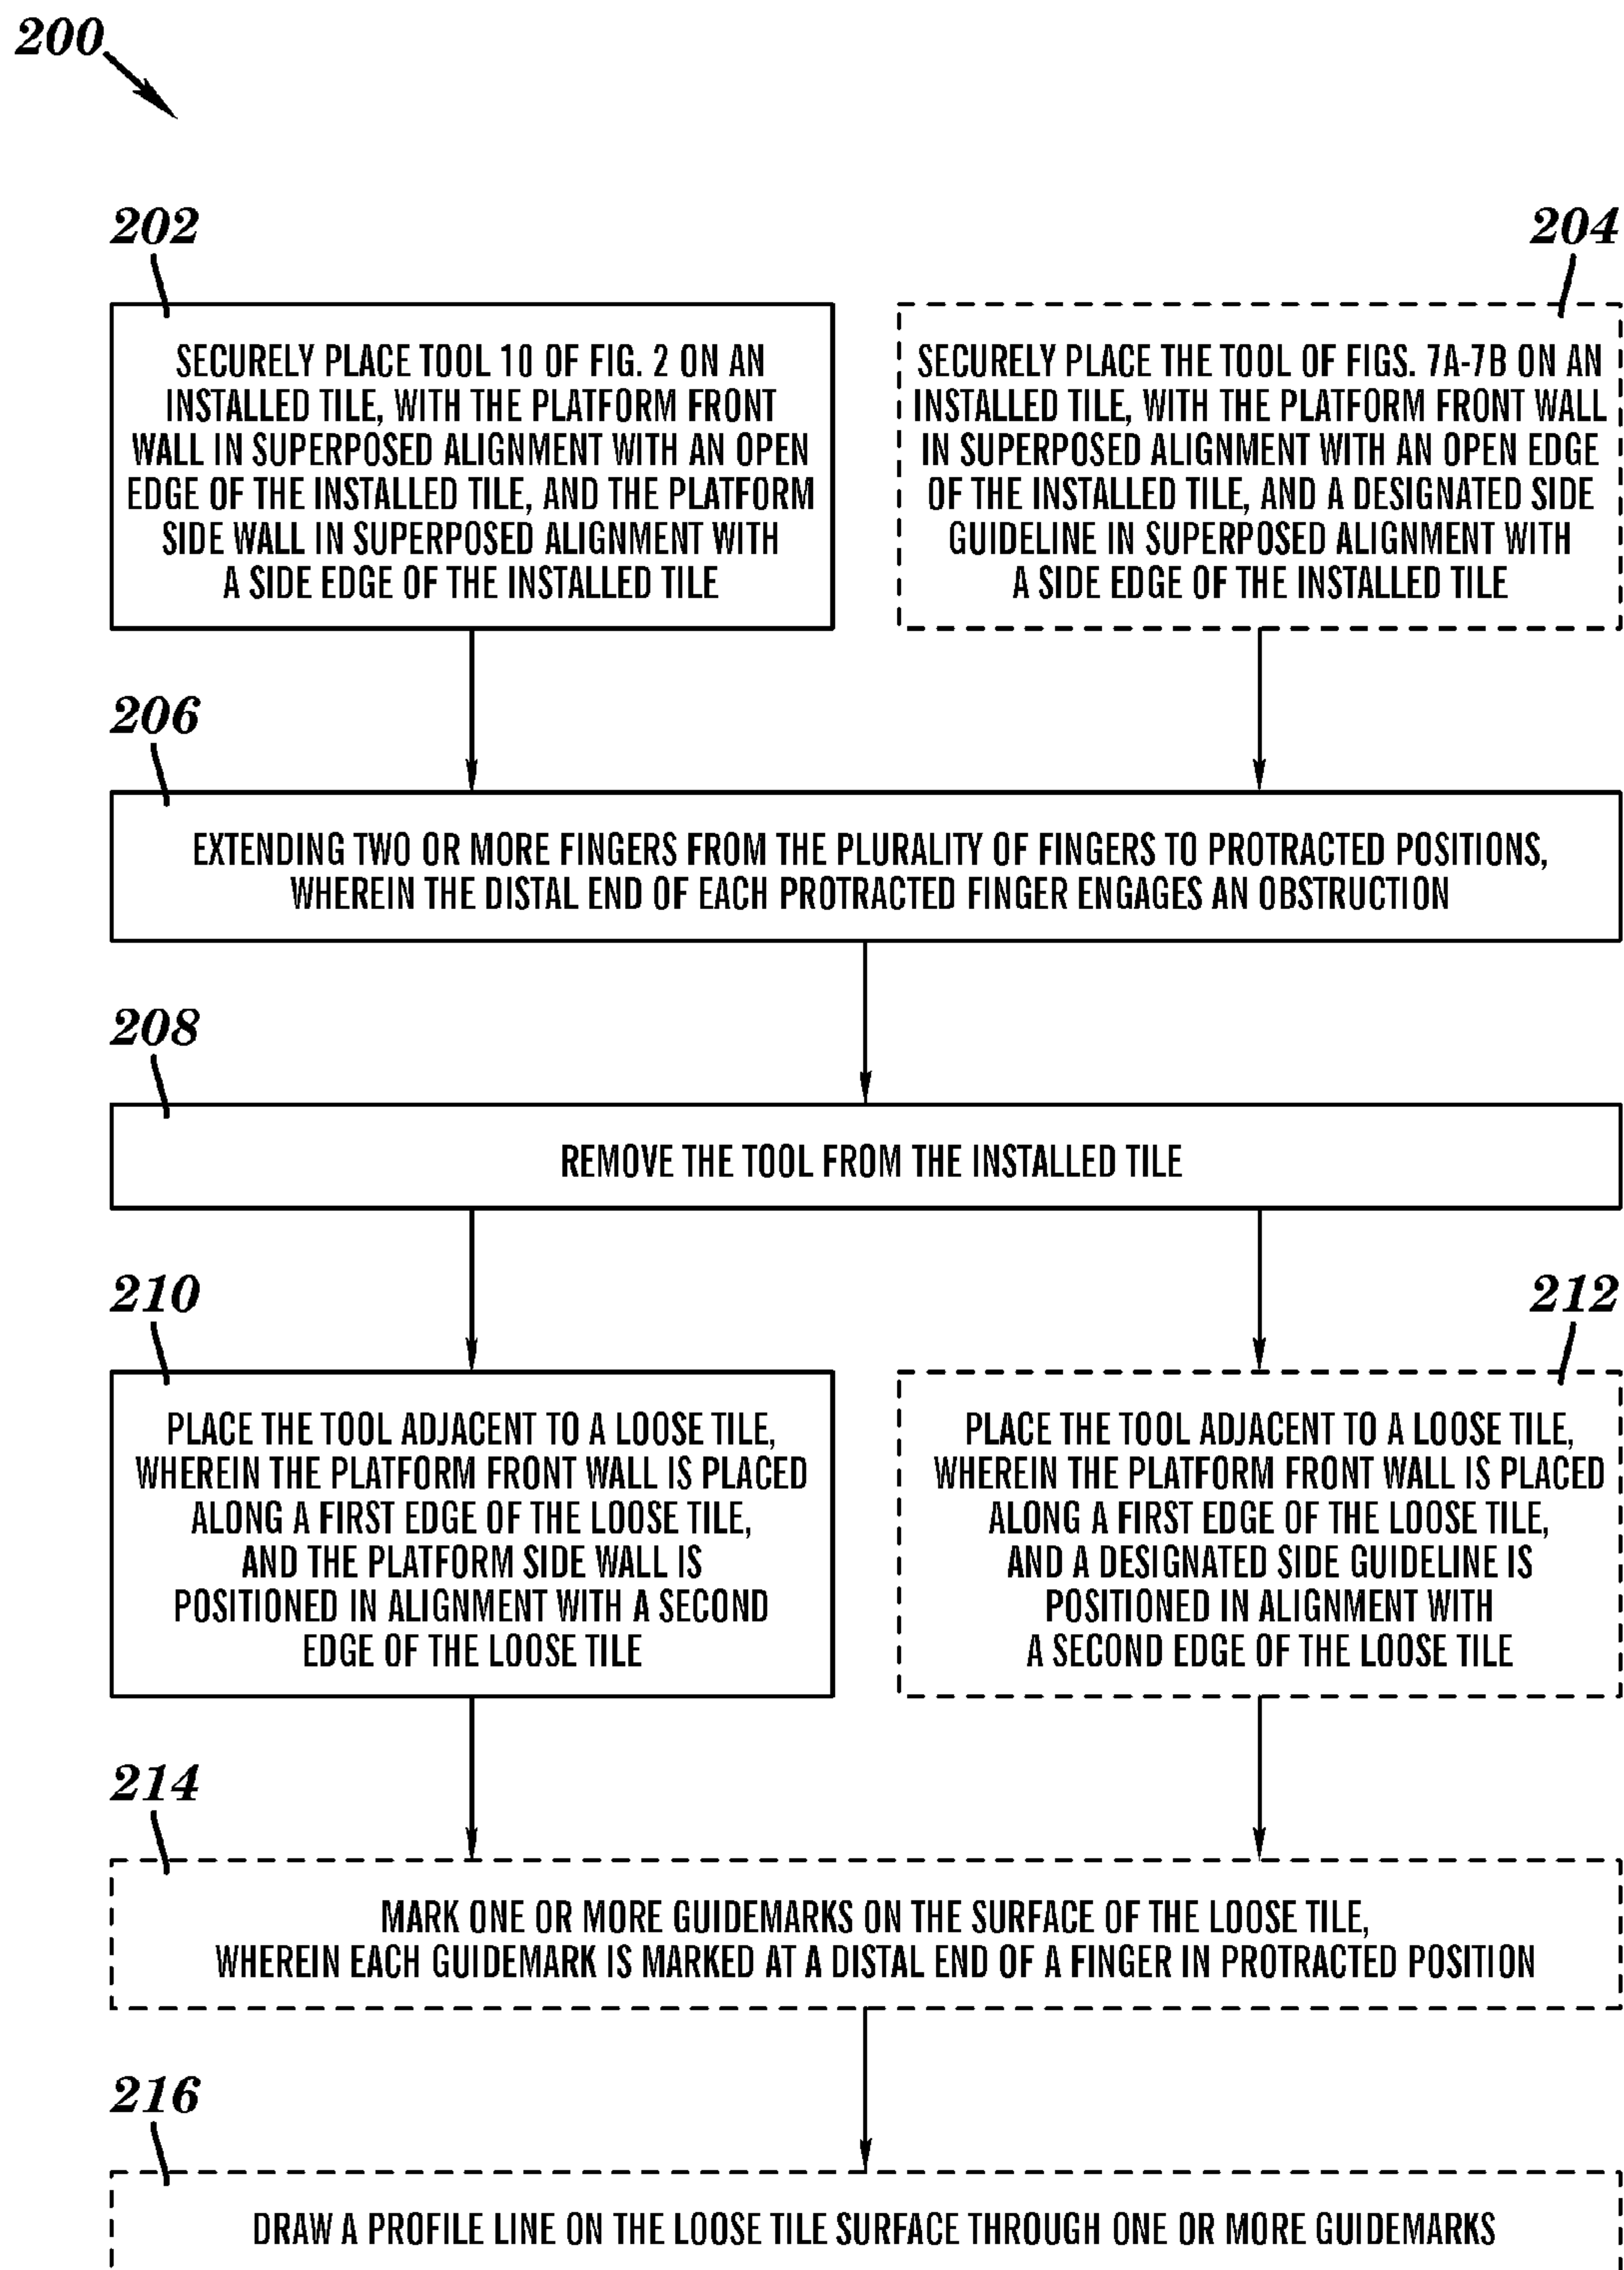 200
202
SECURELY PLACE TOOL 10 OF FIG. 2 ON AN
INSTALLED TILE, WITH THE PLATFORM FRONT
WALL IN SUPERPOSED ALIGNMENT WITH AN OPEN
EDGE OF THE INSTALLED TILE, AND THE PLATFORM
SIDE WALL IN SUPERPOSED ALIGNMENT WITH
A SIDE EDGE OF THE INSTALLED TILE
204
SECURELY PLACE THE TOOL OF FIGS. 7A-7B ON AN
INSTALLED TILE, WITH THE PLATFORM FRONT WALL
IN SUPERPOSED ALIGNMENT WITH AN OPEN EDGE
OF THE INSTALLED TILE, AND A DESIGNATED SIDE
GUIDELINE IN SUPERPOSED ALIGNMENT WITH
A SIDE EDGE OF THE INSTALLED TILE
206
EXTENDING TWO OR MORE FINGERS FROM THE PLURALITY OF FINGERS TO PROTRACTED POSITIONS,
WHEREIN THE DISTAL END OF EACH PROTRACTED FINGER ENGAGES AN OBSTRUCTION
208
REMOVE THE TOOL FROM THE INSTALLED TILE
210
PLACE THE TOOL ADJACENT TO A LOOSE TILE,
WHEREIN THE PLATFORM FRONT WALL IS PLACED
ALONG A FIRST EDGE OF THE LOOSE TILE,
AND THE PLATFORM SIDE WALL IS
POSITIONED IN ALIGNMENT WITH A SECOND
EDGE OF THE LOOSE TILE
212
PLACE THE TOOL ADJACENT TO A LOOSE TILE,
WHEREIN THE PLATFORM FRONT WALL IS PLACED
ALONG A FIRST EDGE OF THE LOOSE TILE,
AND A DESIGNATED SIDE GUIDELINE IS
POSITIONED IN ALIGNMENT WITH
A SECOND EDGE OF THE LOOSE TILE
214
MARK ONE OR MORE GUIDEMARKS ON THE SURFACE OF THE LOOSE TILE,
WHEREIN EACH GUIDEMARK IS MARKED AT A DISTAL END OF A FINGER IN PROTRACTED POSITION
216
DRAW A PROFILE LINE ON THE LOOSE TILE SURFACE THROUGH ONE OR MORE GUIDEMARKS